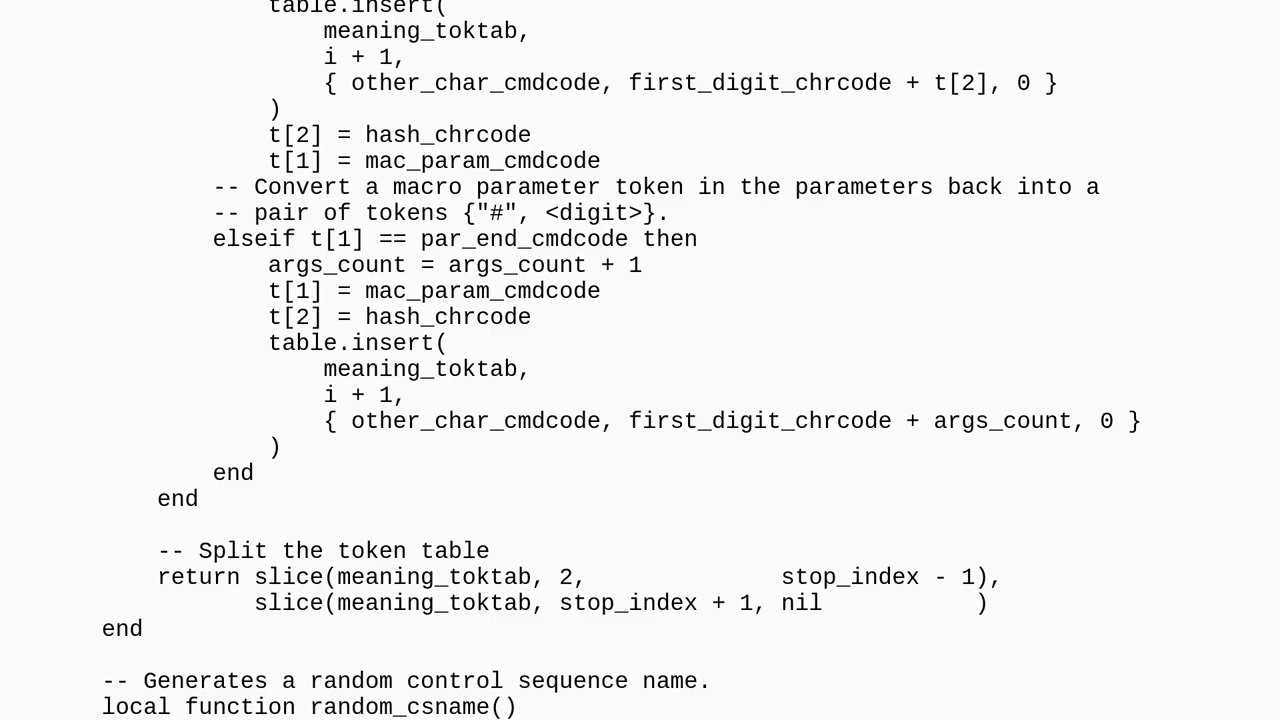 table.insert(
meaning_toktab,
i + 1,
{ other_char_cmdcode, first_digit_chrcode + t[2], 0 }
)
t[2] = hash_chrcode
t[1] = mac_param_cmdcode
-- Convert a macro parameter token in the parameters back into a
-- pair of tokens {"#", <digit>}.
elseif t[1] == par_end_cmdcode then
args_count = args_count + 1
t[1] = mac_param_cmdcode
t[2] = hash_chrcode
table.insert(
meaning_toktab,
i + 1,
{ other_char_cmdcode, first_digit_chrcode + args_count, 0 }
)
end
end
-- Split the token table
return slice(meaning_toktab, 2,              stop_index - 1),
slice(meaning_toktab, stop_index + 1, nil           )
end
-- Generates a random control sequence name.
local function random_csname()